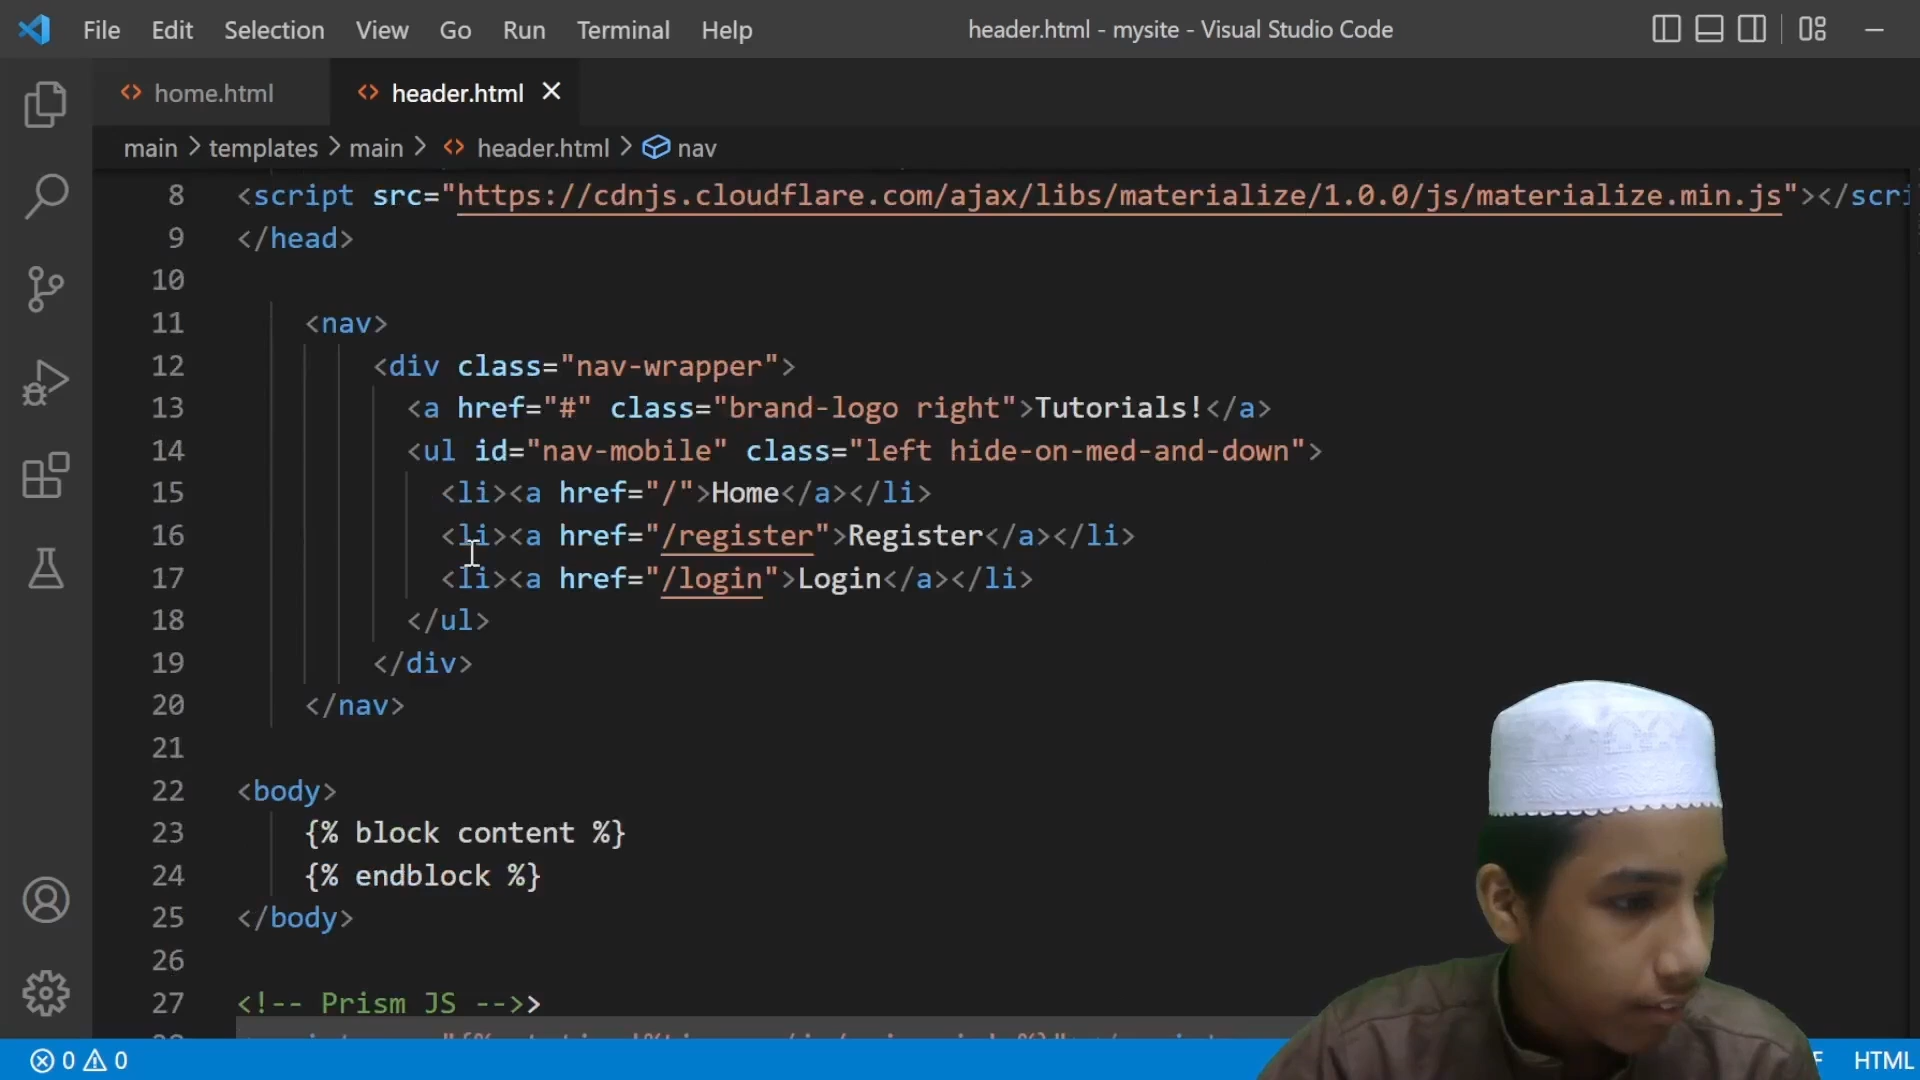 File Edit Selection View Go Run Terminal Help header.html - mysite - Visual Studio Code
home.html header.html
main > templates > main > header.html > nav
8 <script src="https://cdnjs.cloudflare.com/ajax/libs/materialize/1.0.0/js/materialize.min.js"></scri
9 </head>
10
11 <nav>
12 <div class="nav-wrapper">
13 <a href="#" class="brand-logo right">Tutorials!</a>
14 <ul id="nav-mobile" class="left hide-on-med-and-down">
15 <li><a href="/">Home</a></li>
16 <li><a href="/register">Register</a></li>
17 <li><a href="/login">Login</a></li>
18 </ul>
19 </div>
20 </nav>
21
22 <body>
23 {% block content %}
24 {% endblock %}
25 </body>
26
27 <!-- Prism JS -->>
0 0 HTML